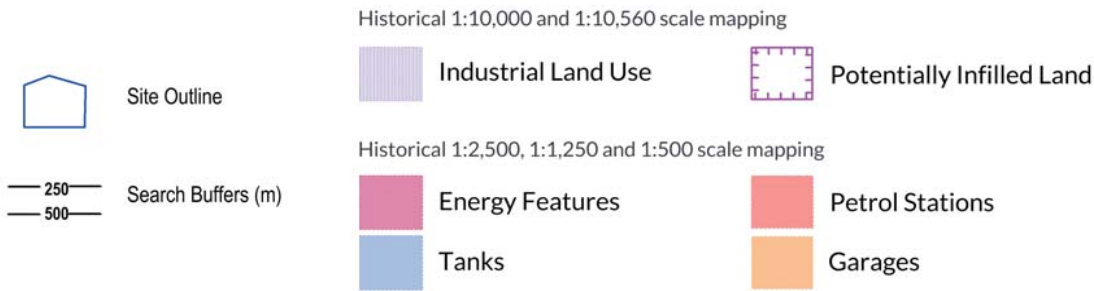 Historical 1:10,000 and 1:10,560 scale mapping
Site Outline
Industrial Land Use
Potentially Infilled Land
250
500
Search Buffers (m)
Historical 1:2,500, 1:1,250 and 1:500 scale mapping
Energy Features
Petrol Stations
Tanks
Garages